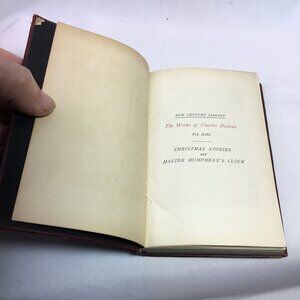 NEW CENTURY LIBRARY
The Works of Charles Dickens
Vol. XIII.
CHRISTMAS STORIES
and
MASTER HUMPHREY'S CLOCK